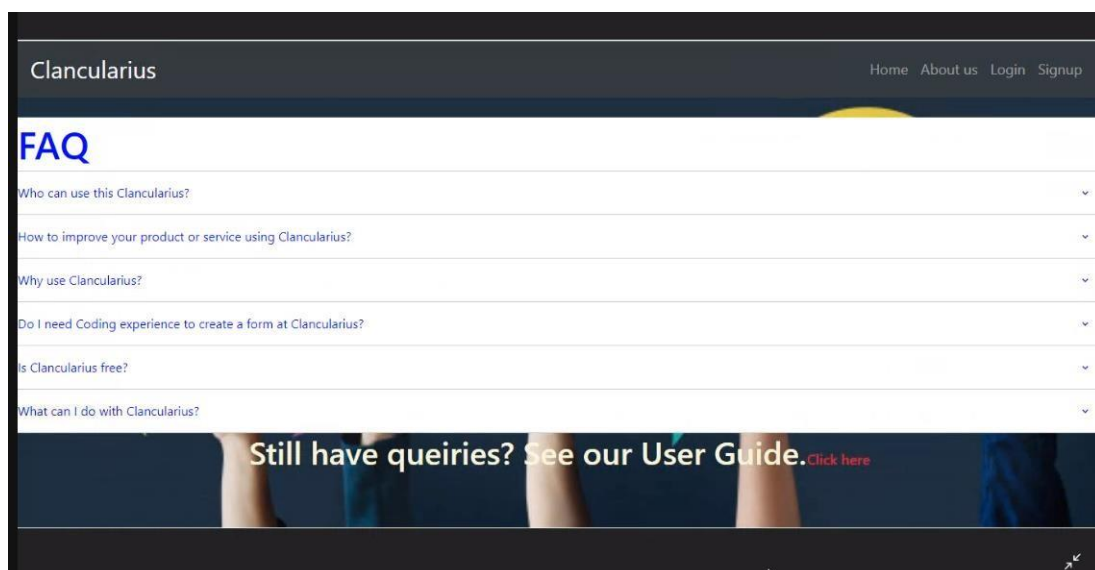 Clancularius
Home About us Login Signup
FAQ
Who can use this Clancularius?
How to improve your product or service using Clancularius?
Why use Clancularius?
Do I need Coding experience to create a form at Clancularius?
Is Clancularius free?
What can I do with Clancularius?
Still have queiries? See our User Guide.Click here